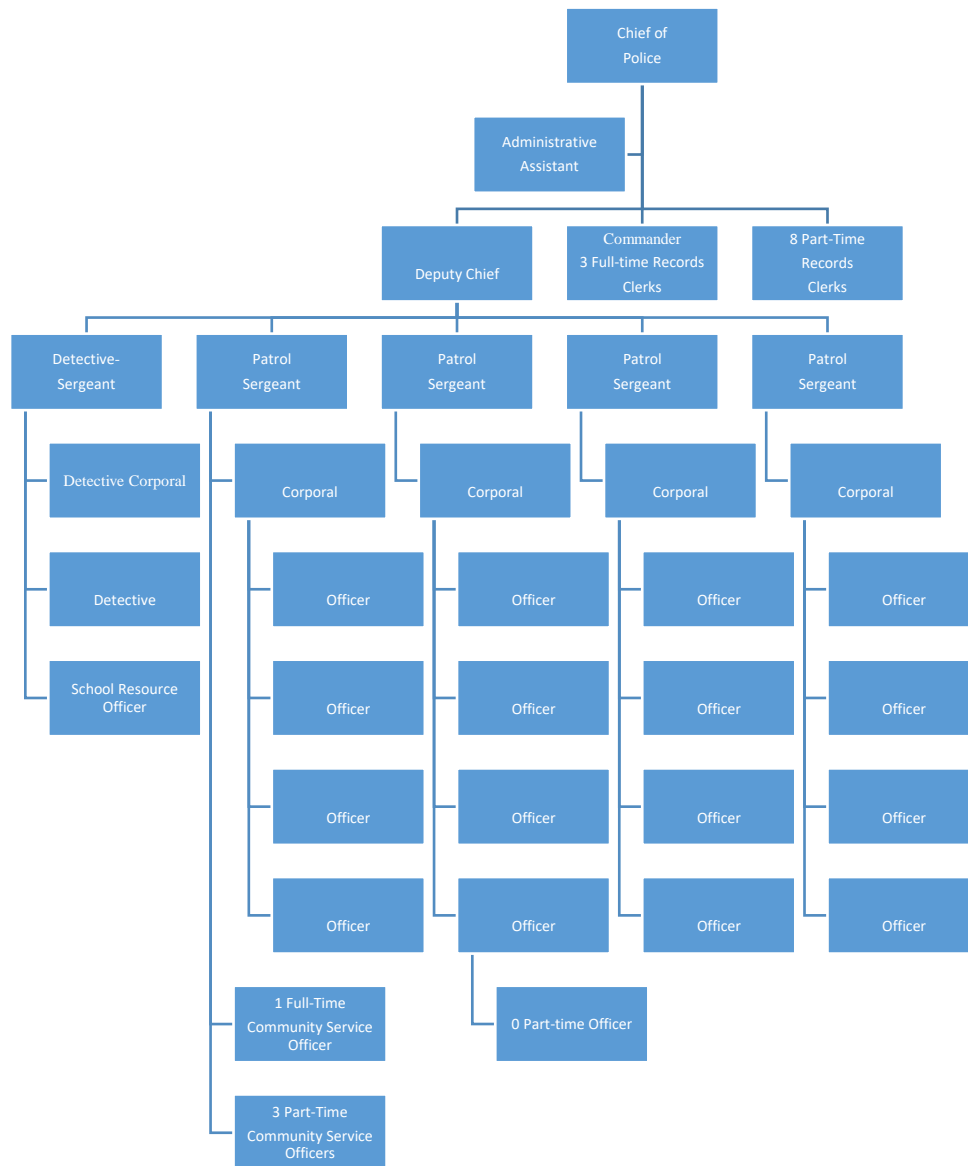 Chief of
Police
Administrative
Assistant
Deputy Chief
Commander
3 Full-time Records
Clerks
8 Part-Time
Records
Clerks
Detective-
Sergeant
Patrol
Sergeant
Patrol
Sergeant
Patrol
Sergeant
Patrol
Sergeant
Detective Corporal
Corporal
Corporal
Corporal
Corporal
Detective
Officer
Officer
Officer
Officer
School Resource
Officer
Officer
Officer
Officer
Officer
Officer
Officer
Officer
Officer
Officer
Officer
Officer
Officer
1 Full-Time
Community Service
Officer
0 Part-time Officer
3 Part-Time
Community Service
Officers